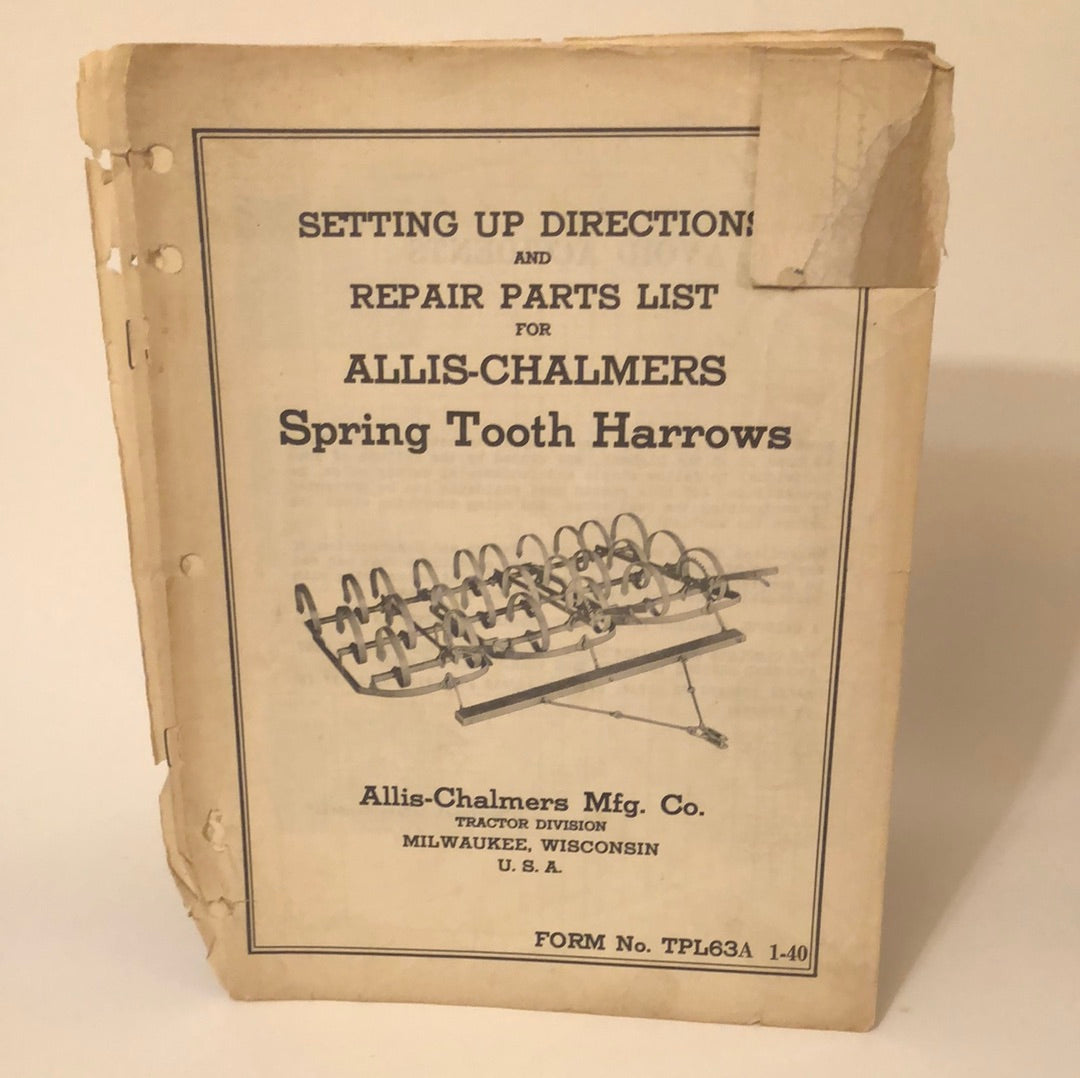 SETTING UP DIRECTIONS
AND
REPAIR PARTS LIST
FOR
ALLIS-CHALMERS
Spring Tooth Harrows
Allis-Chalmers Mfg. Co.
TRACTOR DIVISION
MILWAUKEE, WISCONSIN
U. S. A.
FORM No. TPL63A 1-40